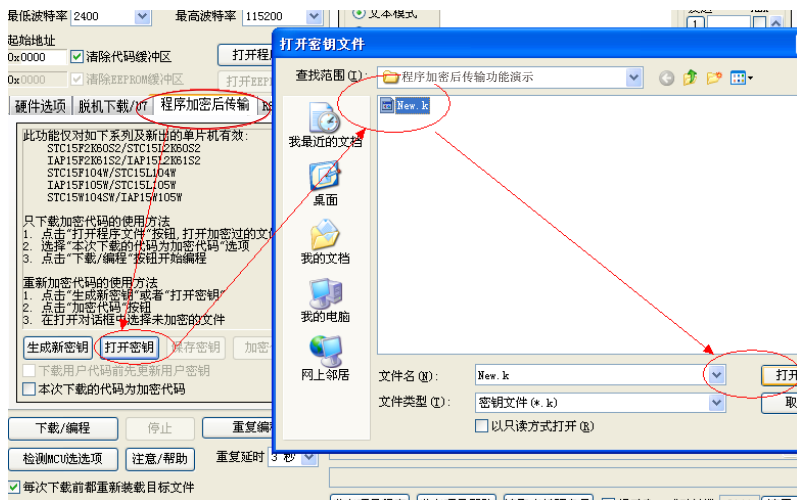 最低波特率 2400 最高波特率 115200
文本模式
起始地址
0x0000 清除代码缓冲区 打开程
0x0000 清除EEPROM缓冲区 打开EEP
硬件选项 脱机下载/U7 程序加密后传输
此功能仅对如下系列及新出的单片机有效:
STC15F2K60S2/STC15L2K60S2
IAP15F2K61S2/IAP15L2K61S2
STC15F104W/STC15L104W
IAP15F105W/STC15L105W
STC15W104SW/IAP15W105W
只下载加密代码的使用方法
1. 点击"打开程序文件"按钮,打开加密过的文
2. 选择"本次下载的代码为加密代码"选项
3. 点击"下载/编程"按钮开始编程
重新加密代码的使用方法
1. 点击"生成新密钥"或者"打开密钥"
2. 点击"加密代码"按钮
3. 在打开对话框中选择未加密的文件
生成新密钥 打开密钥 保存密钥 加密
下载用户代码前先更新用户密钥
本次下载的代码为加密代码
下载/编程 停止 重复编
检测MCU选选项 注意/帮助 重复延时 3 秒
每次下载前都重新装载目标文件
打开密钥文件
查找范围(I): 程序加密后传输功能演示
New.k
我最近的文档
桌面
我的文档
我的电脑
网上邻居
文件名(N): New.k 打开
文件类型(T): 密钥文件(*.k) 取
以只读方式打开(R)